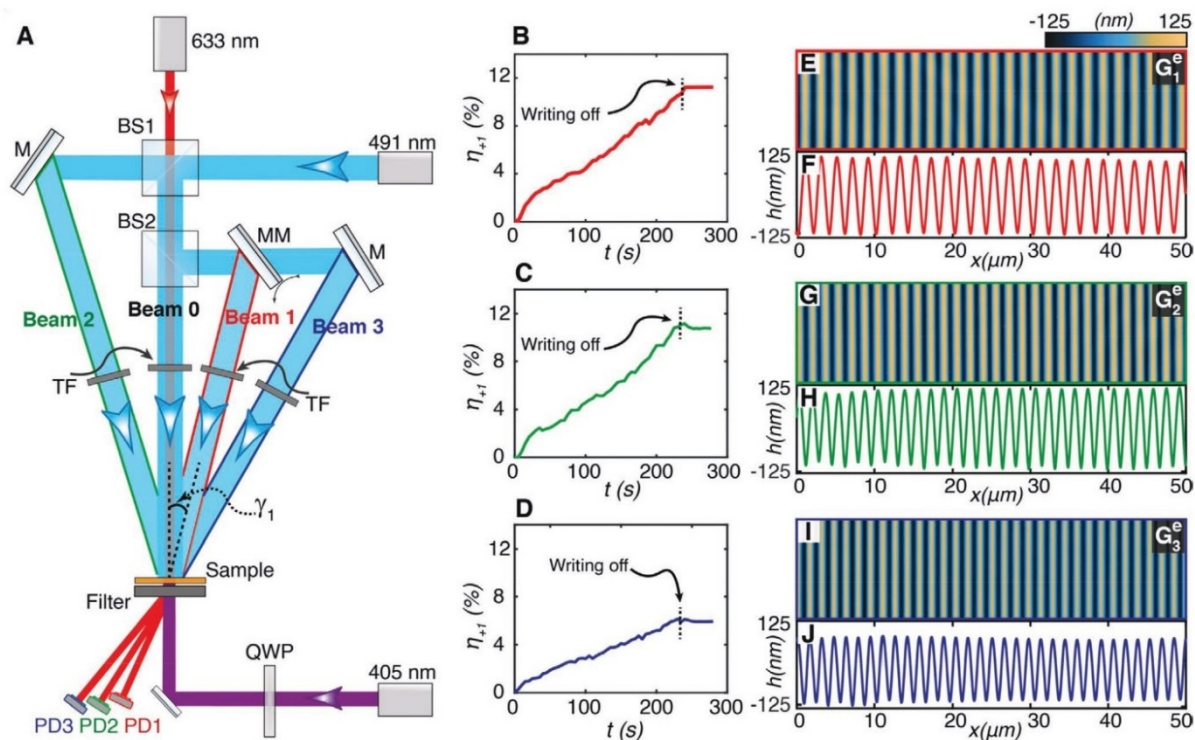 A
633 nm
BS1
M
491 nm
BS2
MM
M
Beam 2
Beam 0
Beam 1
Beam 3
TF
TF
γ1
Sample
Filter
QWP
405 nm
PD3 PD2 PD1
B
12
8
4
0
η+1 (%)
Writing off
0 100 200 300
t (s)
C
12
8
4
0
η+1 (%)
Writing off
0 100 200 300
t (s)
D
12
8
4
0
η+1 (%)
Writing off
0 100 200 300
t (s)
-125 (nm) 125
E
G1e
F
125
h(nm)
-125
0 10 20 30 40 50
x(μm)
G
G2e
H
125
h(nm)
-125
0 10 20 30 40 50
x(μm)
I
G3e
J
125
h(nm)
-125
0 10 20 30 40 50
x(μm)